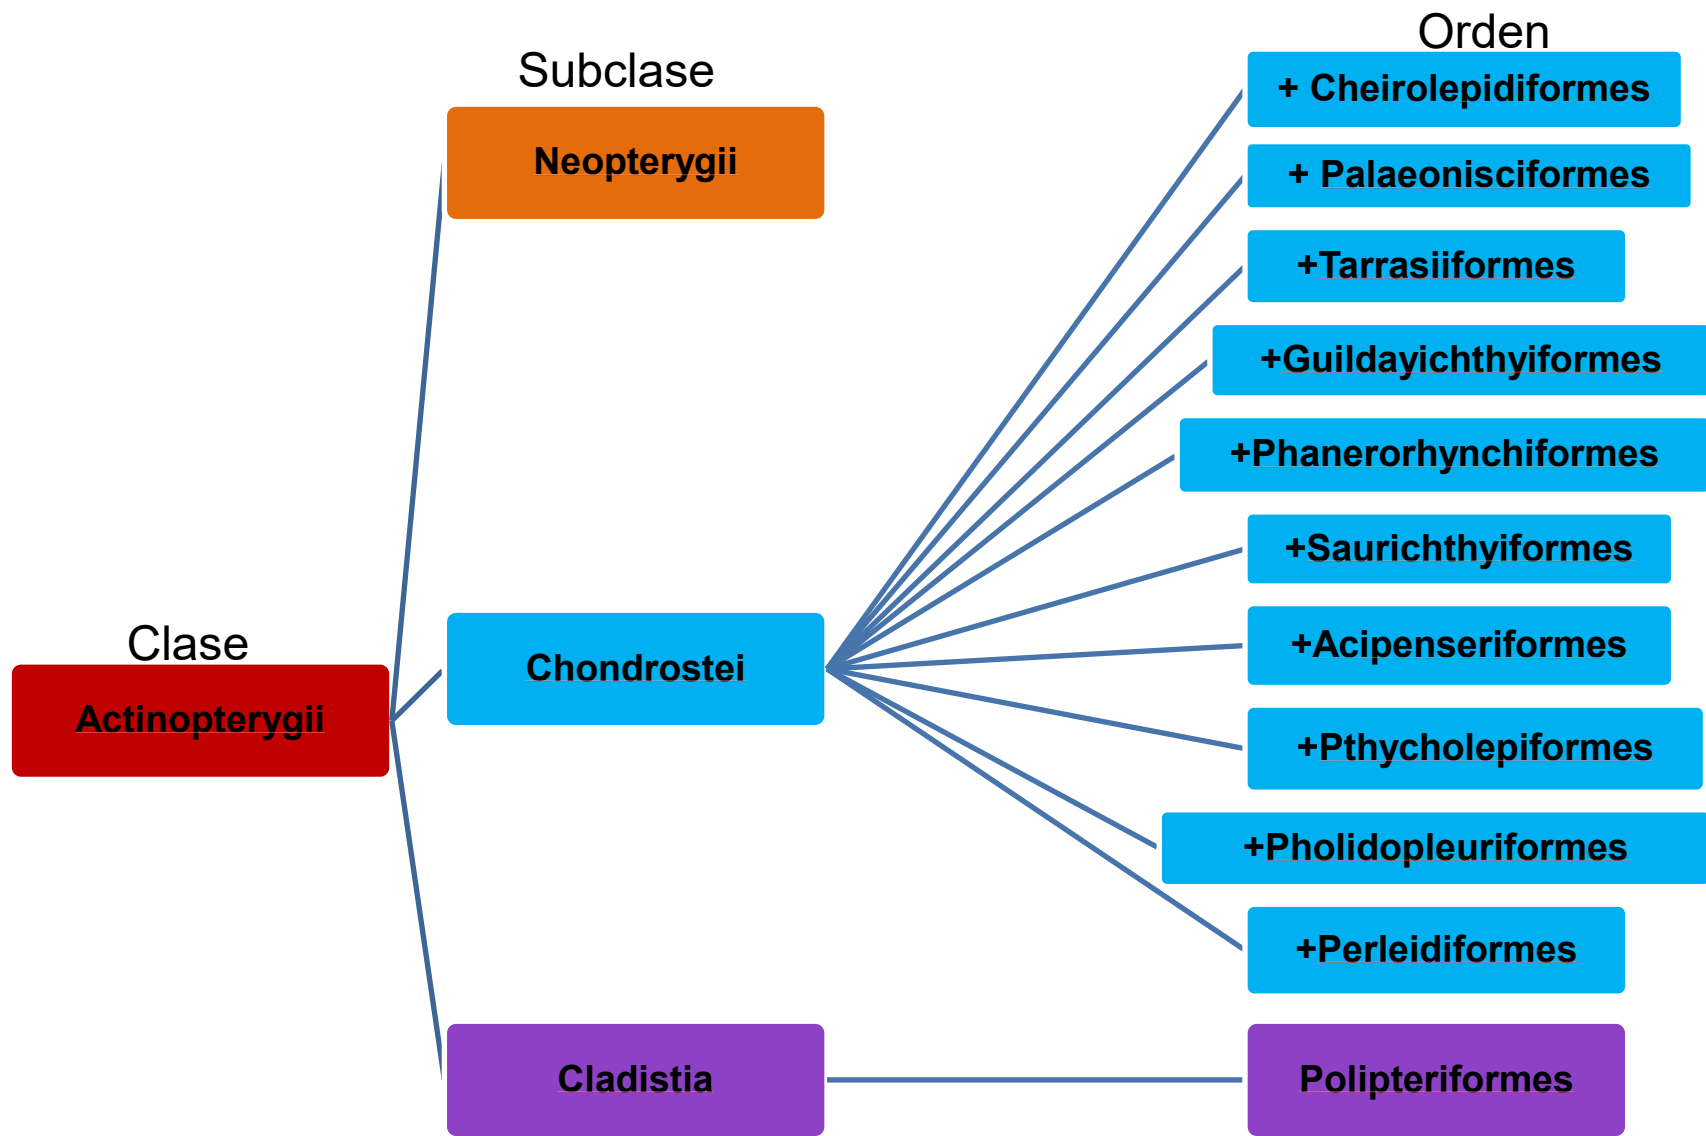 Orden
Subclase
+ Cheirolepidiformes
Neopterygii
+ Palaeonisciformes
+Tarrasiiformes
+Guildayichthyiformes
+Phanerorhynchiformes
+Saurichthyiformes
Clase
+Acipenseriformes
Chondrostei
Actinopterygii
+Pthycholepiformes
+Pholidopleuriformes
+Perleidiformes
Cladistia
Polipteriformes